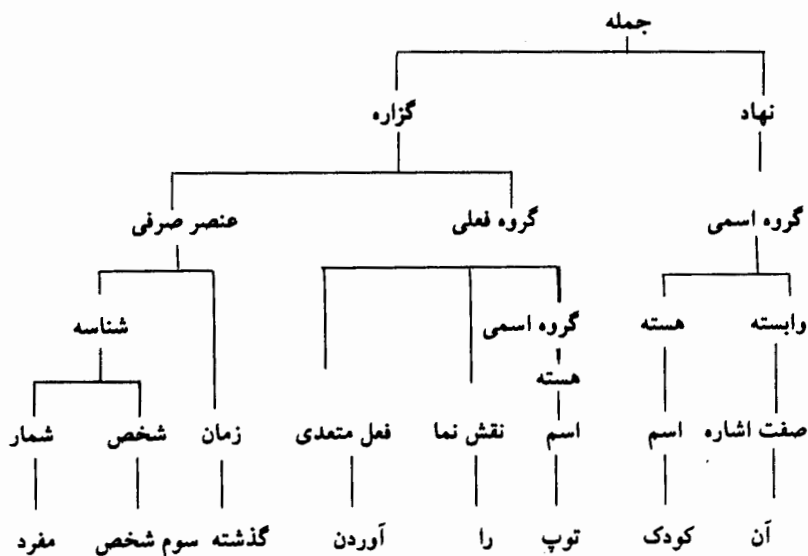 جمله
نهاد گزاره
گروه اسمی گروه فعلی عنصر صرفی
وابسته هسته گروه اسمی شناسه
هسته
صفت اشاره اسم اسم نقش نما فعل متعدی زمان شخص شمار
آن کودک توپ را آوردن گذشته سوم شخص مفرد